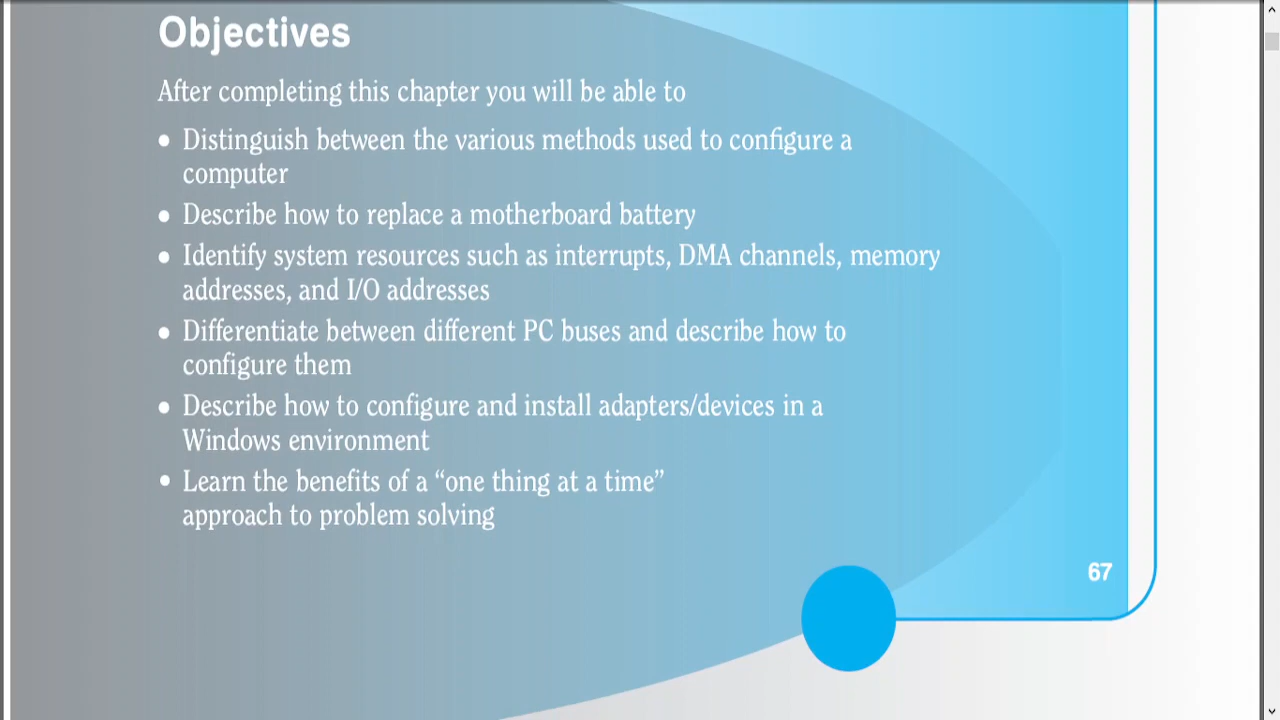 Objectives
After completing this chapter you will be able to
• Distinguish between the various methods used to configure a
computer
• Describe how to replace a motherboard battery
• Identify system resources such as interrupts, DMA channels, memory
addresses, and I/O addresses
• Differentiate between different PC buses and describe how to
configure them
• Describe how to configure and install adapters/devices in a
Windows environment
• Learn the benefits of a “one thing at a time”
approach to problem solving
67